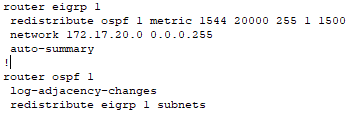 router eigrp 1
 redistribute ospf 1 metric 1544 20000 255 1 1500
 network 172.17.20.0 0.0.0.255
 auto-summary
!
router ospf 1
 log-adjacency-changes
 redistribute eigrp 1 subnets